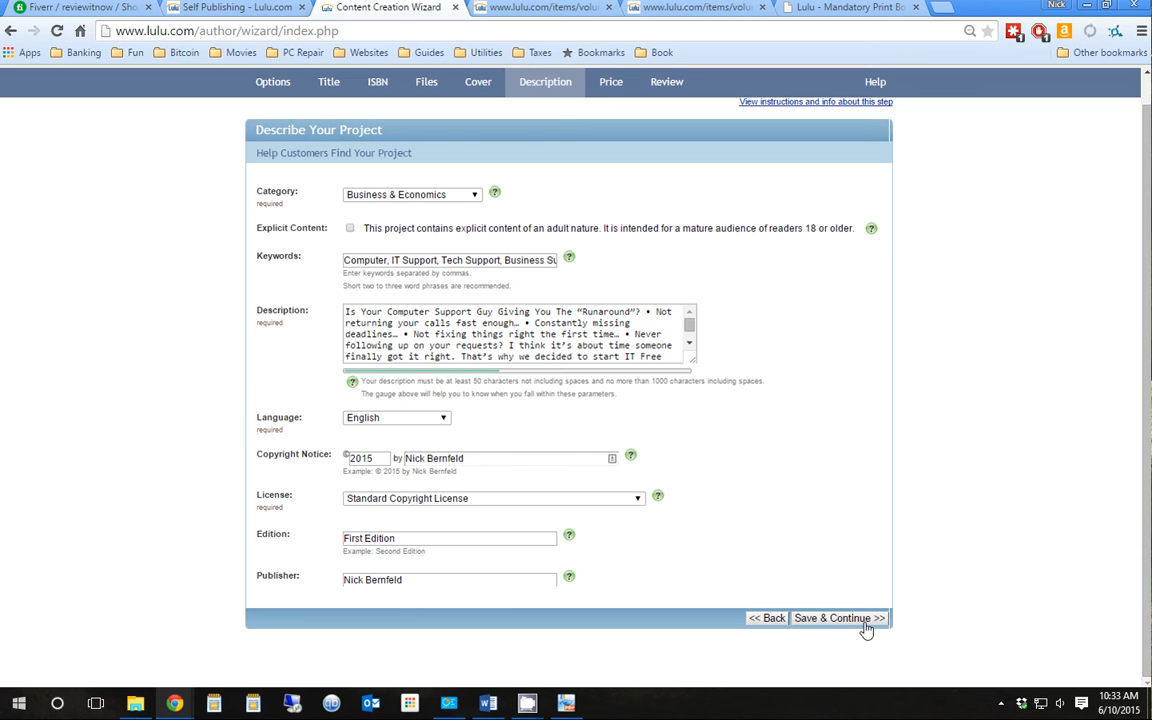 Fiverr / reviewitnow / Sho
Self Publishing - Lulu.com
Content Creation Wizard
www.lulu.com/items/volu
www.lulu.com/items/volu
Lulu - Mandatory Print Bo
Nick
www.lulu.com/author/wizard/index.php
Apps Banking Fun Bitcoin Movies PC Repair Websites Guides Utilities Taxes Bookmarks Book Other bookmarks
Options Title ISBN Files Cover Description Price Review Help
View instructions and info about this step
Describe Your Project
Help Customers Find Your Project
Category: Business & Economics
required
Explicit Content: This project contains explicit content of an adult nature. It is intended for a mature audience of readers 18 or older.
Keywords: Computer, IT Support, Tech Support, Business Su
Enter keywords separated by commas.
Short two to three word phrases are recommended.
Description:
required
Is Your Computer Support Guy Giving You The “Runaround”? • Not
returning your calls fast enough… • Constantly missing
deadlines… • Not fixing things right the first time… • Never
following up on your requests? I think it’s about time someone
finally got it right. That’s why we decided to start IT Free
Your description must be at least 50 characters not including spaces and no more than 1000 characters including spaces.
The gauge above will help you to know when you fall within these parameters.
Language: English
required
Copyright Notice: © 2015 by Nick Bernfeld
Example: © 2015 by Nick Bernfeld
License: Standard Copyright License
required
Edition: First Edition
Example: Second Edition
Publisher: Nick Bernfeld
<< Back Save & Continue >>
10:33 AM
6/10/2015